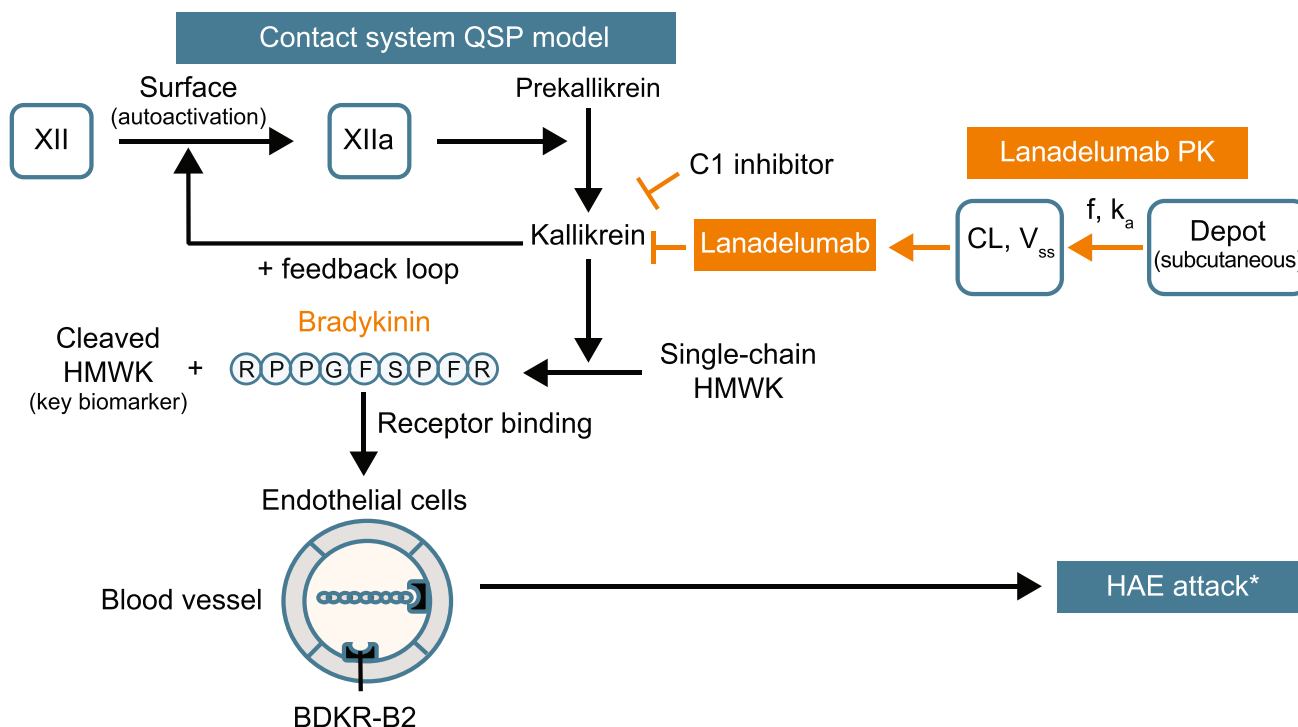 Contact system QSP model
Surface
(autoactivation)
Prekallikrein
XII
XIIa
C1 inhibitor
Lanadelumab PK
Kallikrein
Lanadelumab
CL, Vss
f, ka
Depot
(subcutaneous)
+ feedback loop
Bradykinin
Cleaved
HMWK
(key biomarker)
+
R P P G F S P F R
Single-chain
HMWK
Receptor binding
Endothelial cells
Blood vessel
HAE attack*
BDKR-B2